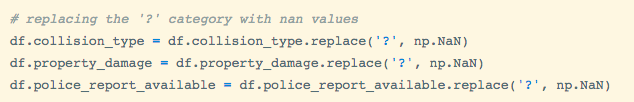 # replacing the '?' category with nan values
df.collision_type = df.collision_type.replace('?', np.NaN)
df.property_damage = df.property_damage.replace('?', np.NaN)
df.police_report_available = df.police_report_available.replace('?', np.NaN)